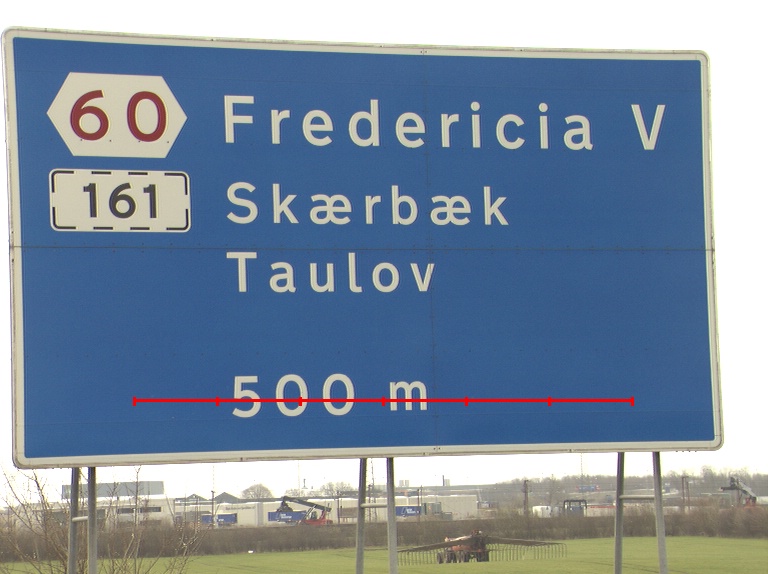 60 Fredericia V
161 Skærbæk
Taulov
500 m